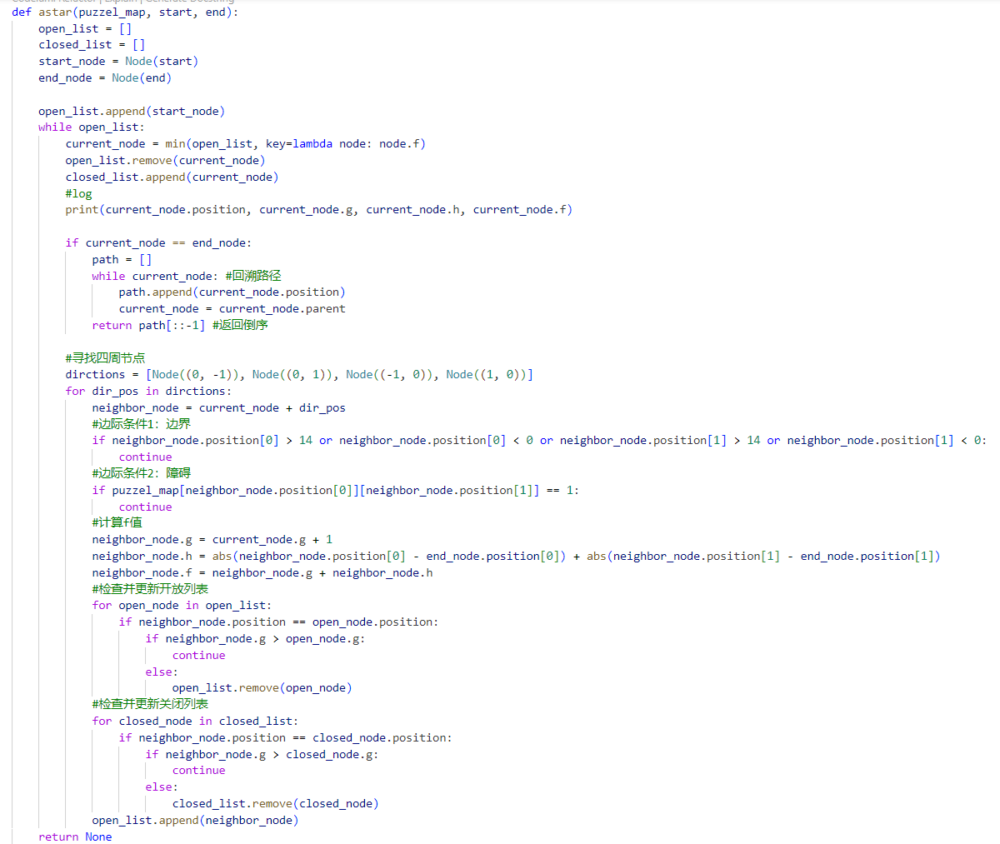 Codeium: Refactor | Explain | Generate Docstring
def astar(puzzel_map, start, end):
    open_list = []
    closed_list = []
    start_node = Node(start)
    end_node = Node(end)

    open_list.append(start_node)
    while open_list:
        current_node = min(open_list, key=lambda node: node.f)
        open_list.remove(current_node)
        closed_list.append(current_node)
        #log
        print(current_node.position, current_node.g, current_node.h, current_node.f)

        if current_node == end_node:
            path = []
            while current_node: #回溯路径
                path.append(current_node.position)
                current_node = current_node.parent
            return path[::-1] #返回倒序

        #寻找四周节点
        dirctions = [Node((0, -1)), Node((0, 1)), Node((-1, 0)), Node((1, 0))]
        for dir_pos in dirctions:
            neighbor_node = current_node + dir_pos
            #边际条件1: 边界
            if neighbor_node.position[0] > 14 or neighbor_node.position[0] < 0 or neighbor_node.position[1] > 14 or neighbor_node.position[1] < 0:
                continue
            #边际条件2: 障碍
            if puzzel_map[neighbor_node.position[0]][neighbor_node.position[1]] == 1:
                continue
            #计算f值
            neighbor_node.g = current_node.g + 1
            neighbor_node.h = abs(neighbor_node.position[0] - end_node.position[0]) + abs(neighbor_node.position[1] - end_node.position[1])
            neighbor_node.f = neighbor_node.g + neighbor_node.h
            #检查并更新开放列表
            for open_node in open_list:
                if neighbor_node.position == open_node.position:
                    if neighbor_node.g > open_node.g:
                        continue
                    else:
                        open_list.remove(open_node)
            #检查并更新关闭列表
            for closed_node in closed_list:
                if neighbor_node.position == closed_node.position:
                    if neighbor_node.g > closed_node.g:
                        continue
                    else:
                        closed_list.remove(closed_node)
            open_list.append(neighbor_node)
    return None